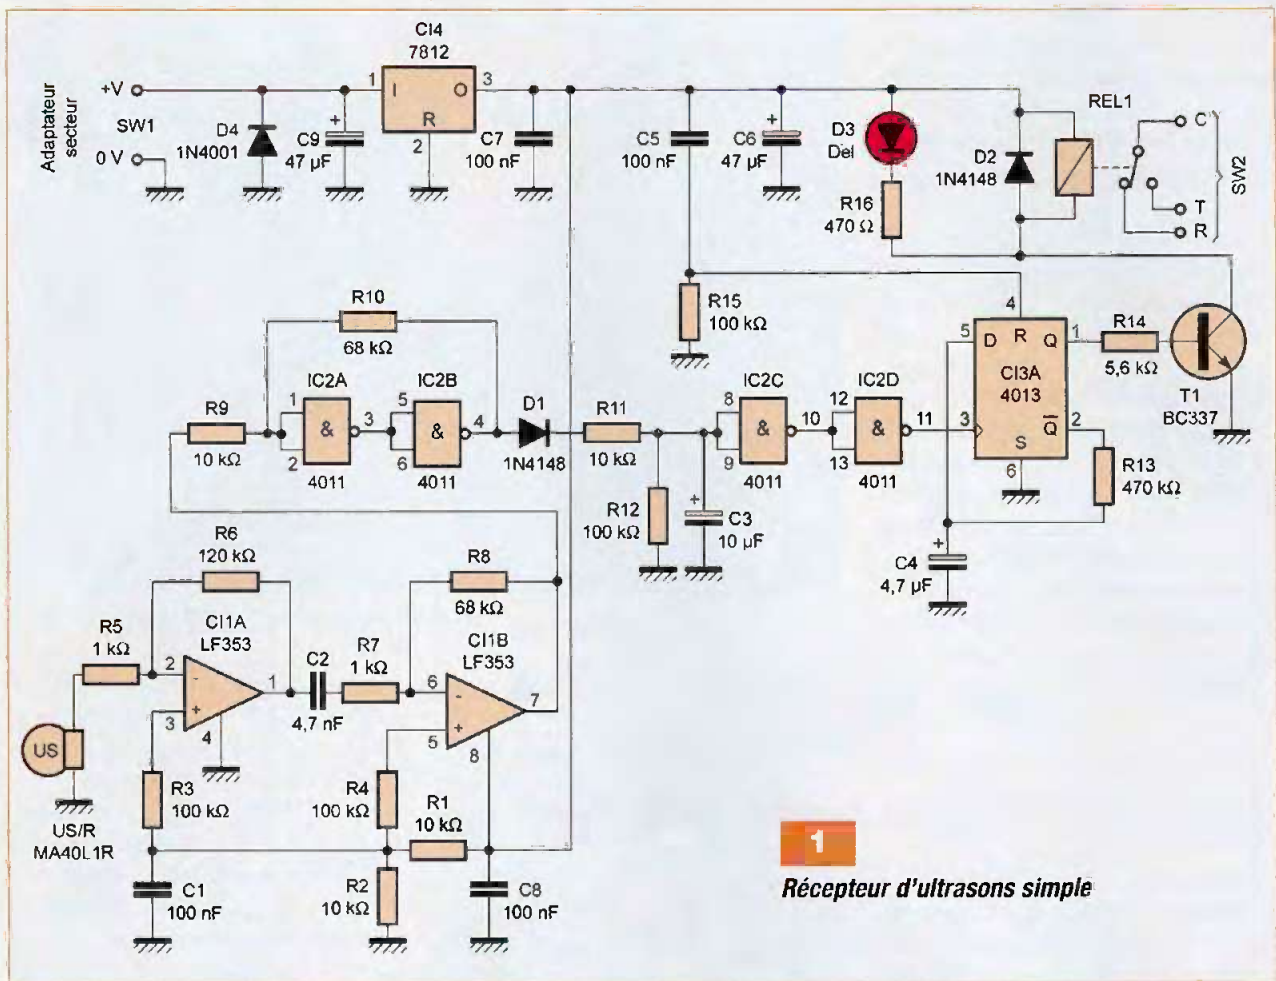 CI4
7812
Adaptateur
secteur
+V
SW1
0 V
D4
1N4001
+
C9
47 µF
1
I
O
3
R
2
C7
100 nF
C5
100 nF
+
C6
47 µF
D3
Del
R16
470 Ω
D2
1N4148
REL1
C
T
R
SW2
R10
68 kΩ
R15
100 kΩ
R9
10 kΩ
IC2A
1
2
&
3
4011
IC2B
5
6
&
4
4011
D1
1N4148
R11
10 kΩ
R12
100 kΩ
+
C3
10 µF
IC2C
8
9
&
10
4011
IC2D
12
13
&
11
4011
4
5
D
R
Q
1
CI3A
4013
3
Q
2
S
6
R14
5,6 kΩ
T1
BC337
R13
470 kΩ
+
C4
4,7 µF
R6
120 kΩ
R8
68 kΩ
R5
1 kΩ
CI1A
LF353
2
-
1
+
3
4
C2
4,7 nF
R7
1 kΩ
CI1B
LF353
6
-
7
+
5
8
US
US/R
MA40L1R
R3
100 kΩ
R4
100 kΩ
R1
10 kΩ
C1
100 nF
R2
10 kΩ
C8
100 nF
1
Récepteur d'ultrasons simple